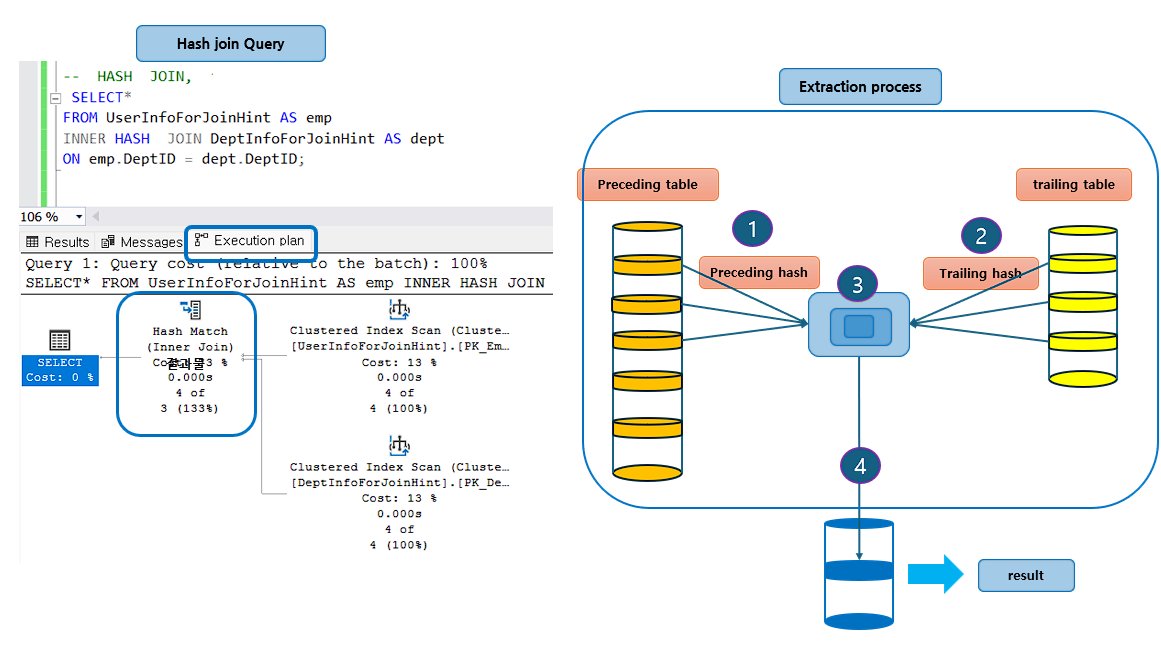 Hash join Query
-- HASH JOIN,
SELECT*
FROM UserInfoForJoinHint AS emp
INNER HASH JOIN DeptInfoForJoinHint AS dept
ON emp.DeptID = dept.DeptID;
106 %
Results Messages Execution plan
Query 1: Query cost (relative to the batch): 100%
SELECT* FROM UserInfoForJoinHint AS emp INNER HASH JOIN
SELECT
Cost: 0 %
Hash Match
(Inner Join)
결과물
0.000s
4 of
3 (133%)
Clustered Index Scan (Cluste…
[UserInfoForJoinHint].[PK_Em…
Cost: 13 %
0.000s
4 of
4 (100%)
Clustered Index Scan (Cluste…
[DeptInfoForJoinHint].[PK_De…
Cost: 13 %
0.000s
4 of
4 (100%)
Extraction process
Preceding table
trailing table
1
2
Preceding hash
Trailing hash
3
4
result